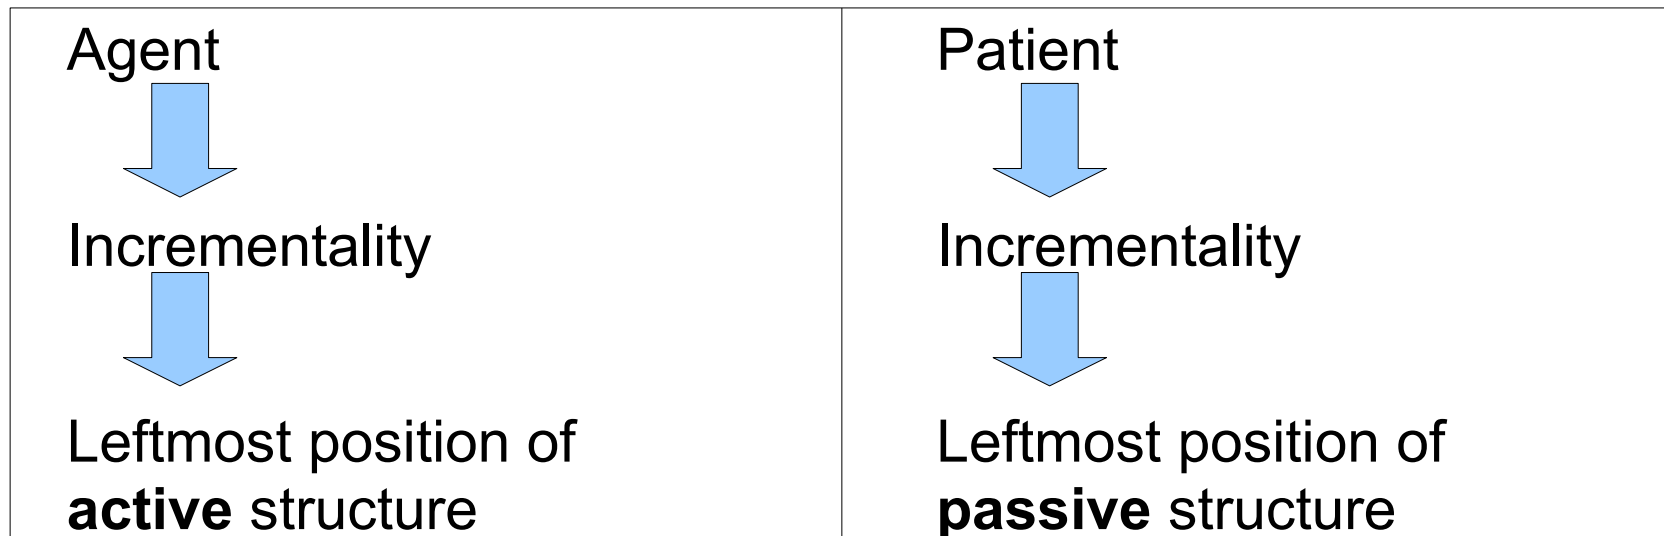 Agent
Incrementality
Leftmost position of
active structure
Patient
Incrementality
Leftmost position of
passive structure